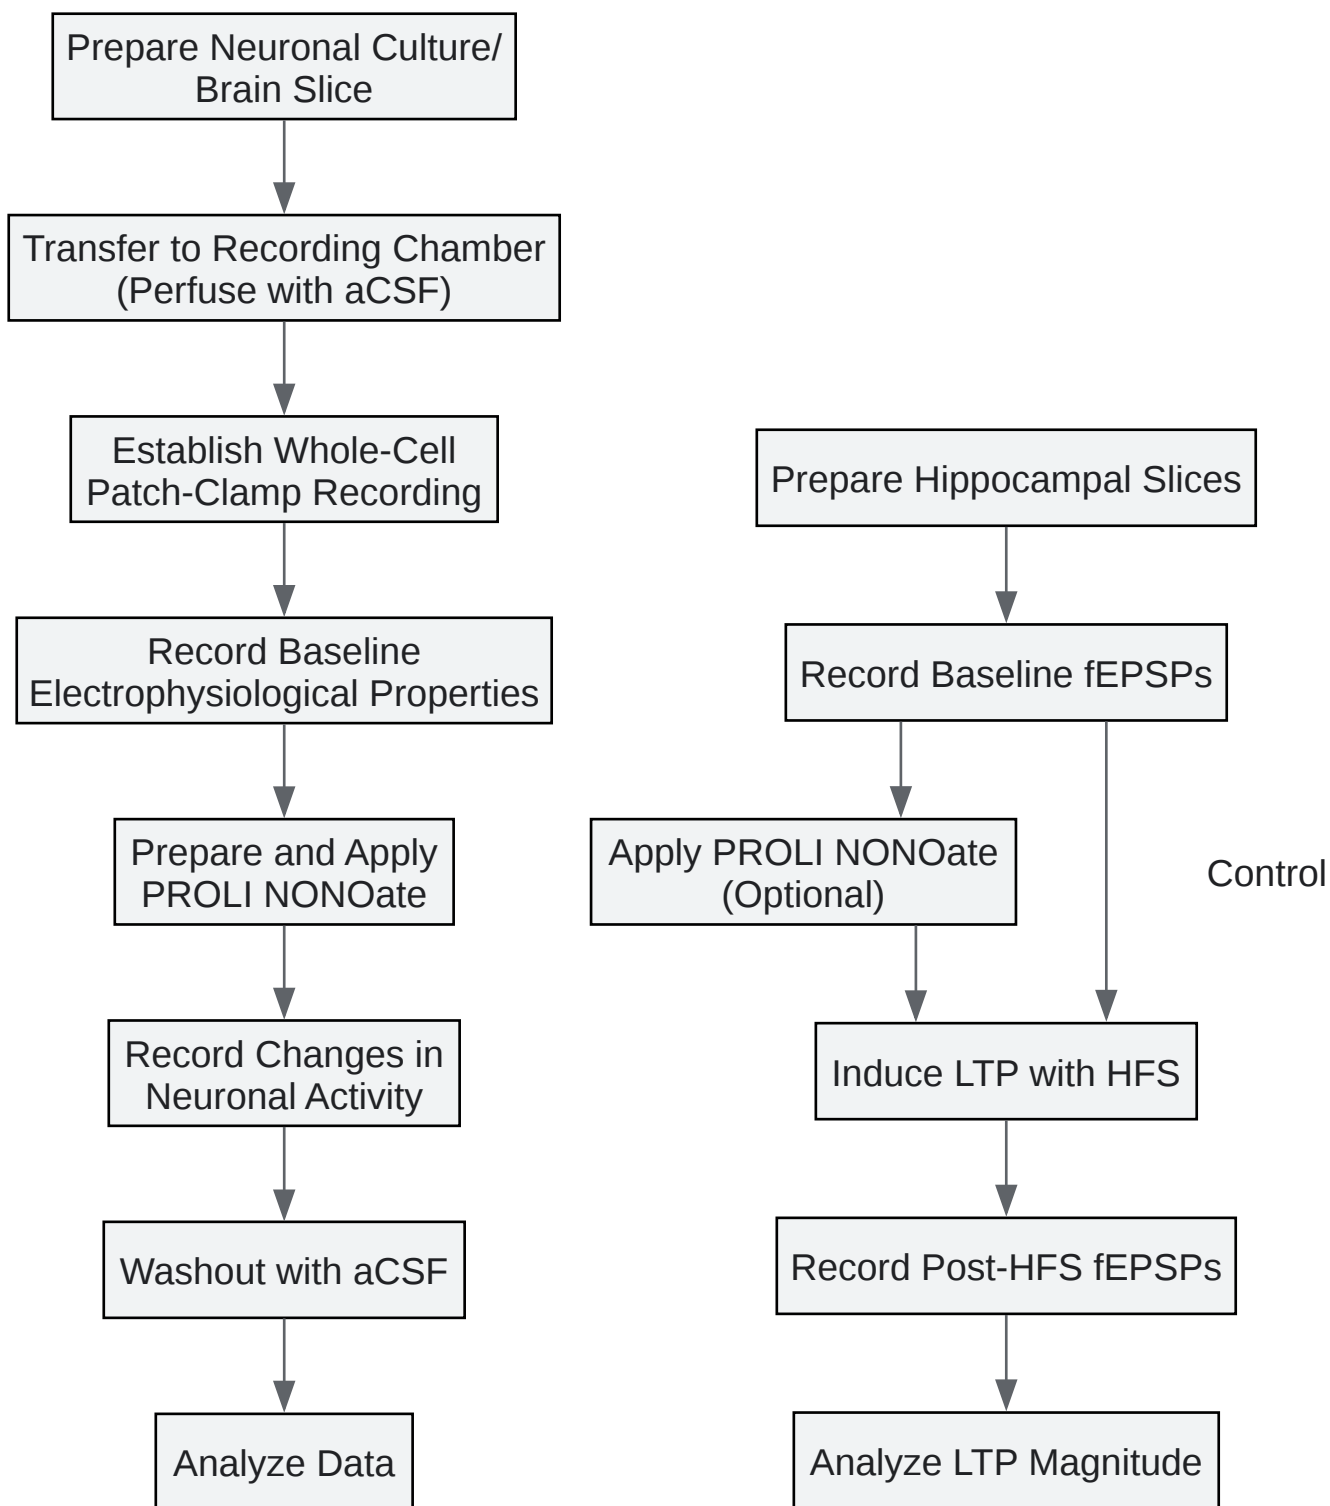 Prepare Neuronal Culture/
Brain Slice
Transfer to Recording Chamber
(Perfuse with aCSF)
Establish Whole-Cell
Patch-Clamp Recording
Record Baseline
Electrophysiological Properties
Prepare and Apply
PROLI NONOate
Record Changes in
Neuronal Activity
Washout with aCSF
Analyze Data
Prepare Hippocampal Slices
Record Baseline fEPSPs
Apply PROLI NONOate
(Optional)
Control
Induce LTP with HFS
Record Post-HFS fEPSPs
Analyze LTP Magnitude